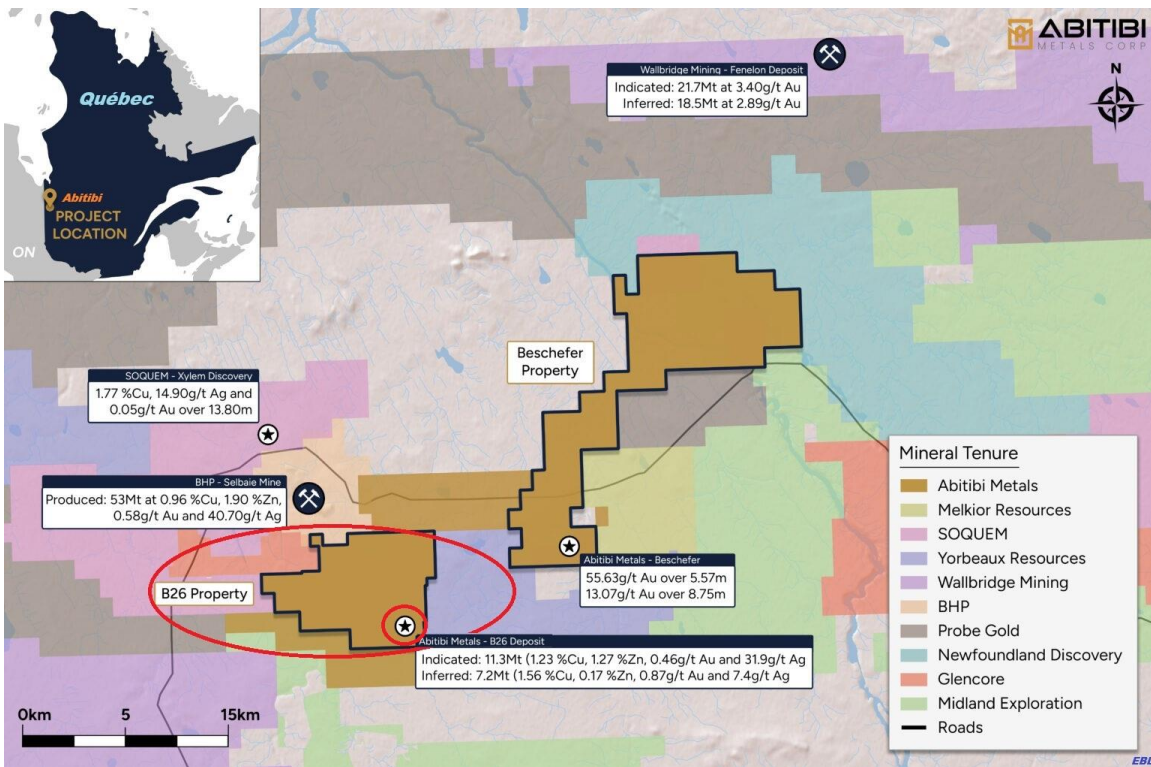 Québec
Abitibi
PROJECT
LOCATION
ON
ABITIBI
METALS CORP
N
Wallbridge Mining - Fenelon Deposit
Indicated: 21.7Mt at 3.40g/t Au
Inferred: 18.5Mt at 2.89g/t Au
Beschefer
Property
SOQUEM - Xylem Discovery
1.77 %Cu, 14.90g/t Ag and
0.05g/t Au over 13.80m
BHP - Selbaie Mine
Produced: 53Mt at 0.96 %Cu, 1.90 %Zn,
0.58g/t Au and 40.70g/t Ag
Abitibi Metals - Beschefer
55.63g/t Au over 5.57m
13.07g/t Au over 8.75m
B26 Property
Abitibi Metals - B26 Deposit
Indicated: 11.3Mt (1.23 %Cu, 1.27 %Zn, 0.46g/t Au and 31.9g/t Ag
Inferred: 7.2Mt (1.56 %Cu, 0.17 %Zn, 0.87g/t Au and 7.4g/t Ag
0km 5 15km
Mineral Tenure
Abitibi Metals
Melkior Resources
SOQUEM
Yorbeaux Resources
Wallbridge Mining
BHP
Probe Gold
Newfoundland Discovery
Glencore
Midland Exploration
Roads